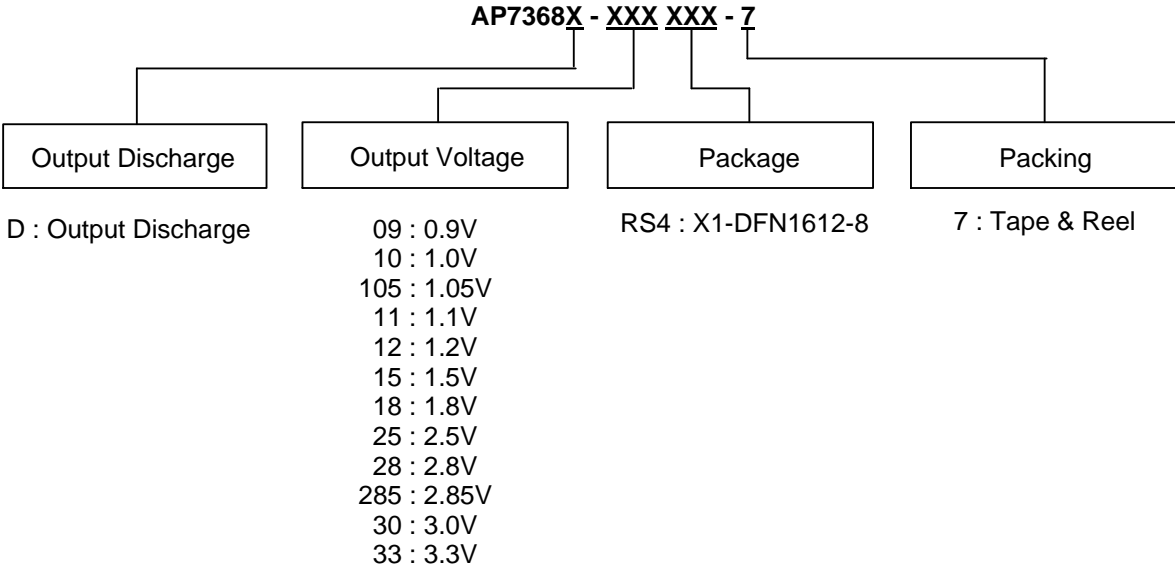 AP7368X - XXX XXX - 7
Output Discharge
Output Voltage
Package
Packing
D : Output Discharge
09 : 0.9V
10 : 1.0V
105 : 1.05V
11 : 1.1V
12 : 1.2V
15 : 1.5V
18 : 1.8V
25 : 2.5V
28 : 2.8V
285 : 2.85V
30 : 3.0V
33 : 3.3V
RS4 : X1-DFN1612-8
7 : Tape & Reel